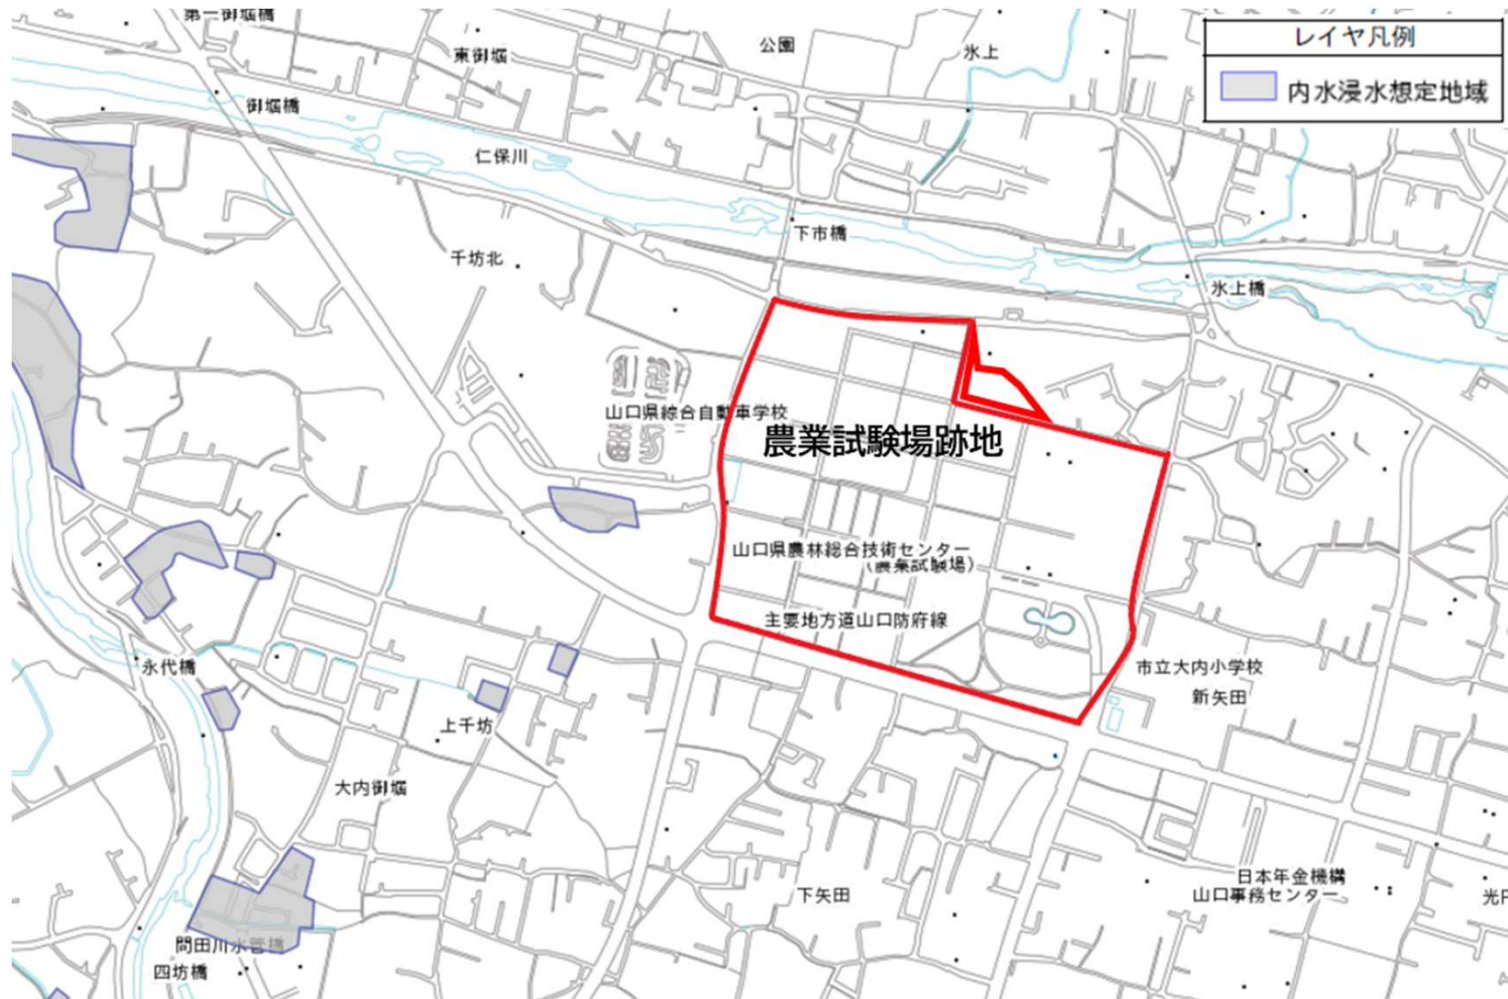 第一御堀橋
レイヤ凡例
東御堀
公園
氷上
内水浸水想定地域
御堀橋
仁保川
下市橋
千坊北
氷上橋
山口県総合自動車学校
農業試験場跡地
山口県農林総合技術センター
(農業試験場)
主要地方道山口防府線
永代橋
市立大内小学校
新矢田
上千坊
大内御堀
日本年金機構
山口事務センター
下矢田
問田川水管橋
四坊橋